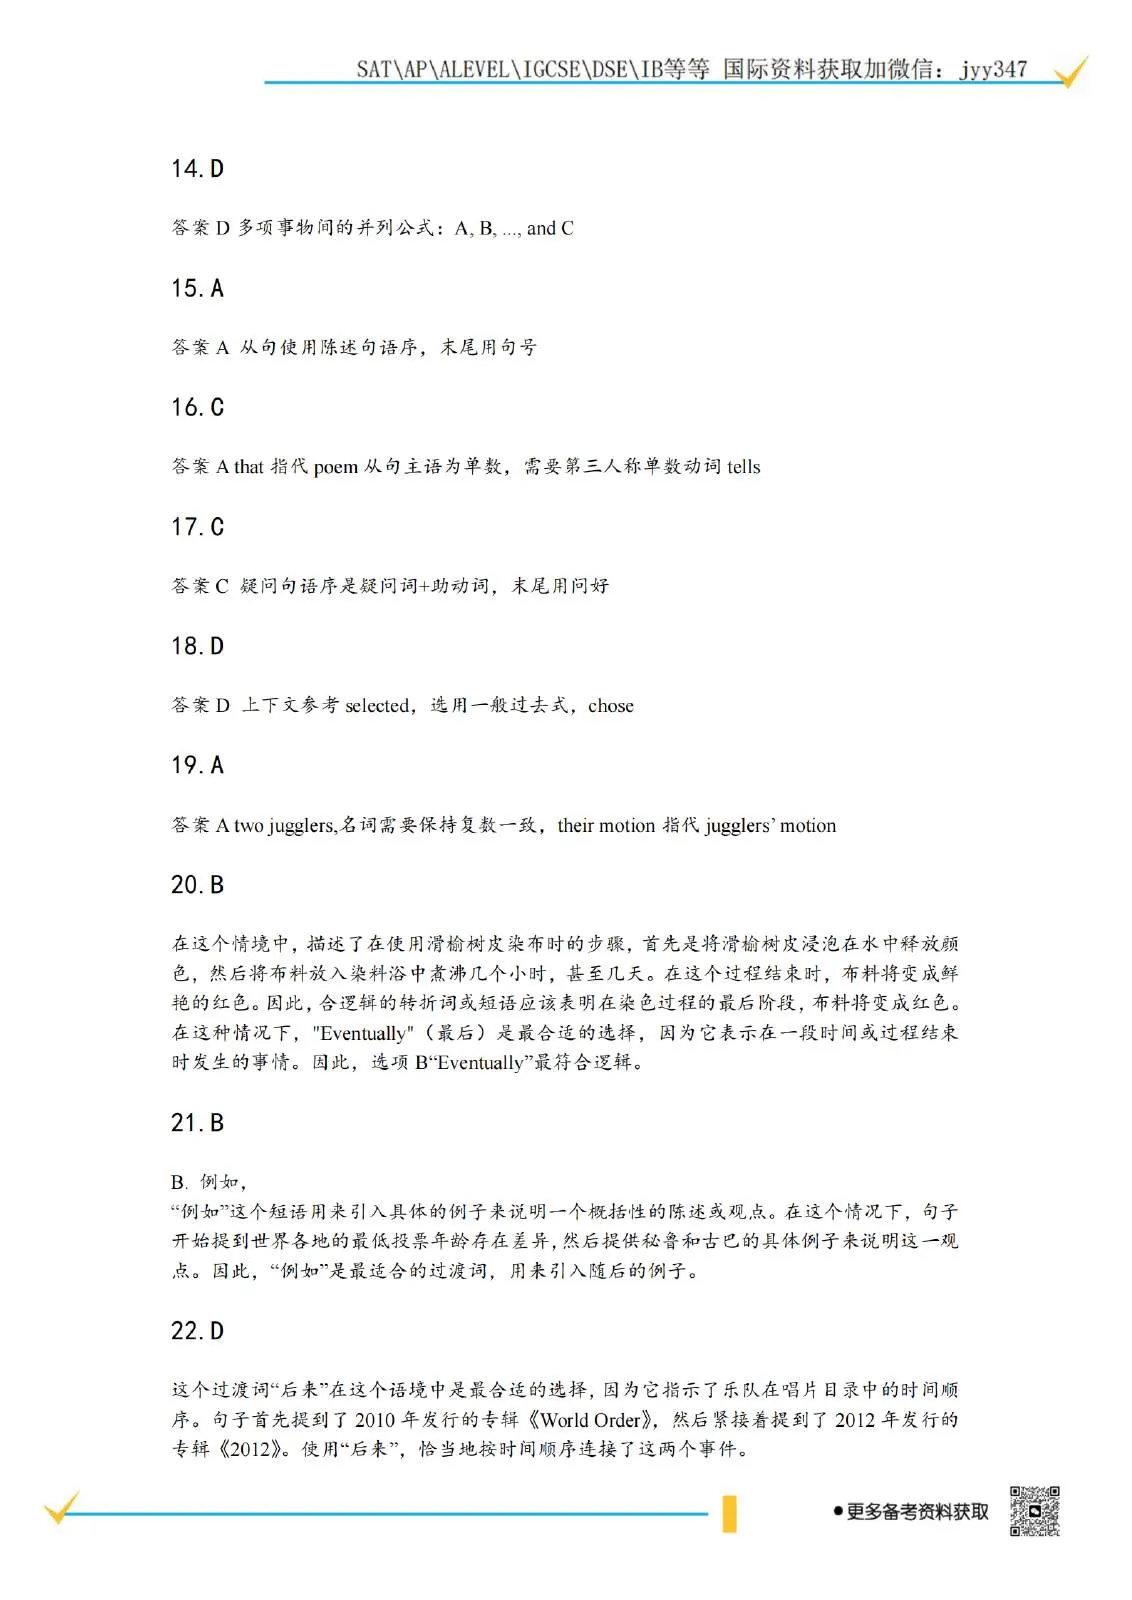 SAT\AP\ALEVEL\IGCSE\DSE\IB等等 国际资料获取加微信：jyy347
14. D
答案 D 多项事物间的并列公式：A, B, ..., and C
15. A
答案 A 从句使用陈述句语序，末尾用句号
16. C
答案 A that 指代 poem 从句主语为单数，需要第三人称单数动词 tells
17. C
答案 C 疑问句语序是疑问词+助动词，末尾用问好
18. D
答案 D 上下文参考 selected，选用一般过去式，chose
19. A
答案 A two jugglers,名词需要保持复数一致，their motion 指代 jugglers’ motion
20. B
在这个情境中，描述了在使用滑榆树皮染布时的步骤，首先是将滑榆树皮浸泡在水中释放颜
色，然后将布料放入染料浴中煮沸几个小时，甚至几天。在这个过程结束时，布料将变成鲜
艳的红色。因此，合逻辑的转折词或短语应该表明在染色过程的最后阶段，布料将变成红色。
在这种情况下，"Eventually"（最后）是最合适的选择，因为它表示在一段时间或过程结束
时发生的事情。因此，选项 B“Eventually”最符合逻辑。
21. B
B. 例如，
“例如”这个短语用来引入具体的例子来说明一个概括性的陈述或观点。在这个情况下，句子
开始提到世界各地的最低投票年龄存在差异，然后提供秘鲁和古巴的具体例子来说明这一观
点。因此，“例如”是最适合的过渡词，用来引入随后的例子。
22. D
这个过渡词“后来”在这个语境中是最合适的选择，因为它指示了乐队在唱片目录中的时间顺
序。句子首先提到了 2010 年发行的专辑《World Order》，然后紧接着提到了 2012 年发行的
专辑《2012》。使用“后来”，恰当地按时间顺序连接了这两个事件。
●更多备考资料获取